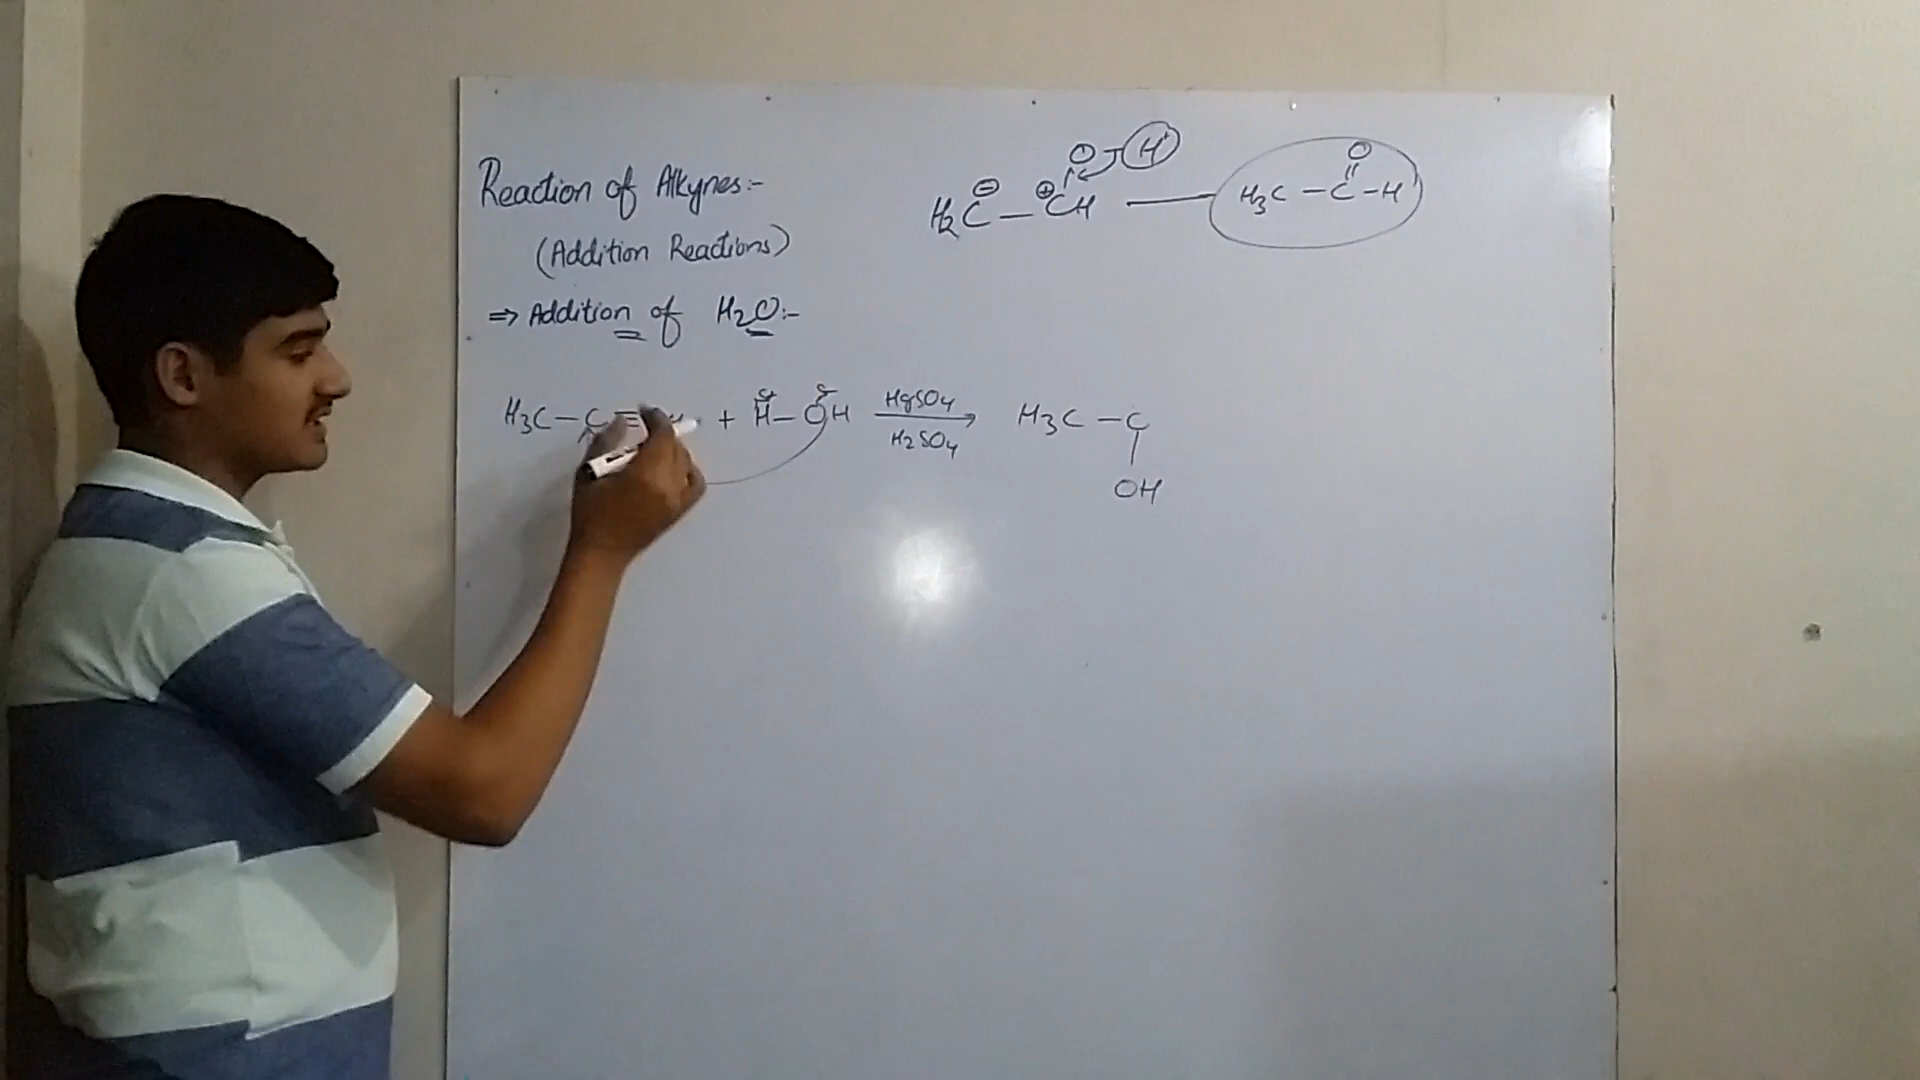 Reaction of Alkynes:-
(Addition Reactions)
⇒ Addition of H2O:-
H3C – C ≡ + H – OH HgSO4 H3C – C
δ+ δ-
H2SO4
OH
O H+
H2C⊖ — ⊕CH —— H3C – C – H
O